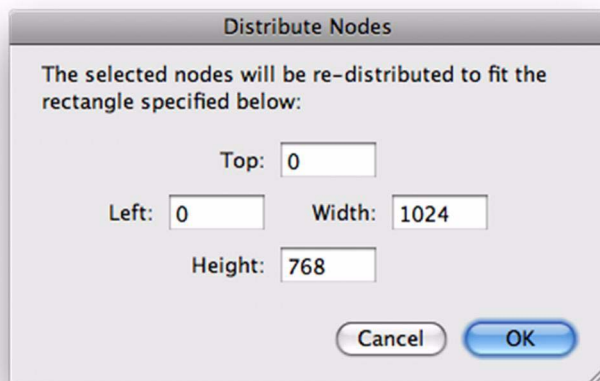 Distribute Nodes
The selected nodes will be re-distributed to fit the
rectangle specified below:
Top: 0
Left: 0 Width: 1024
Height: 768
Cancel OK